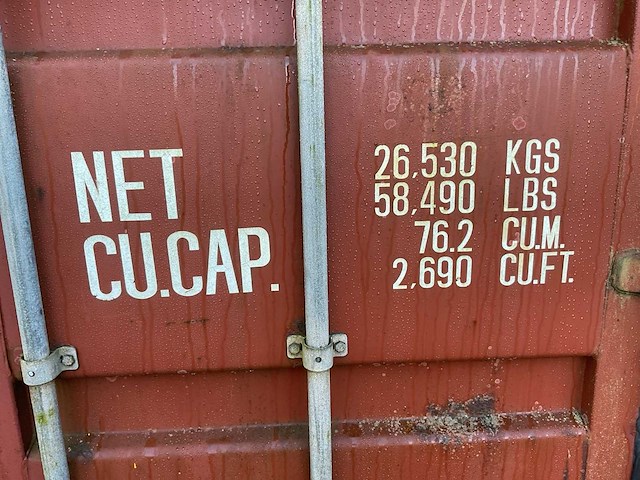 NET 26,530 KGS
58,490 LBS
CU.CAP. 76.2 CU.M.
2,690 CU.FT.